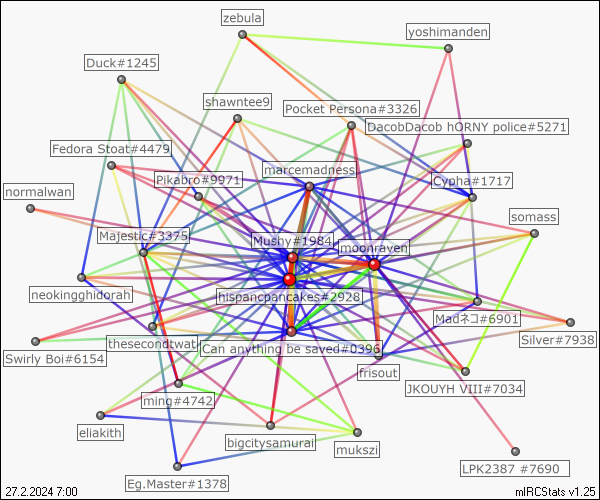 zebula
yoshimanden
Duck#1245
shawntee9
Pocket Persona#3326
DacobDacob hORNY police#5271
Fedora Stoat#4479
marcemadness
Pikabro#9971
Cypha#1717
normalwan
somass
Majestic#3375
Mushy#1984
moonraven
neokingghidorah
hispancpancakes#2928
Madネコ#6901
Silver#7938
thesecondtwat
Can anything be saved#0396
Swirly Boi#6154
frisout
JKOUYH VIII#7034
ming#4742
eliakith
bigcitysamurai
mukszi
LPK2387 #7690
Eg.Master#1378
27.2.2024 7:00
mIRCStats v1.25